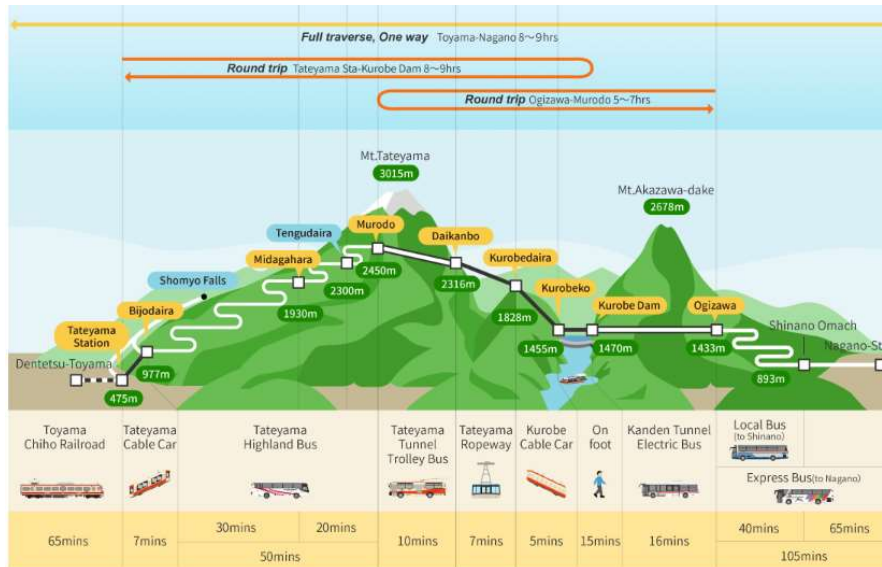 Full traverse, One way Toyama-Nagano 8～9hrs
Round trip Tateyama Sta-Kurobe Dam 8～9hrs
Round trip Ogizawa-Murodo 5～7hrs
Mt.Tateyama
3015m
Mt.Akazawa-dake
2678m
Tengudaira
Murodo
Midagahara
Daikanbo
Kurobedaira
2450m
Shomyo Falls
2300m
2316m
Kurobeko
Kurobe Dam
Ogizawa
Bijodaira
1930m
1828m
Tateyama
Station
Shinano Omach
Dentetsu-Toyama
977m
1455m
1470m
1433m
Nagano-St
475m
893m
Toyama
Chiho Railroad
Tateyama
Cable Car
Tateyama
Highland Bus
Tateyama
Tunnel
Trolley Bus
Tateyama
Ropeway
Kurobe
Cable Car
On
foot
Kanden Tunnel
Electric Bus
Local Bus
(to Shinano)
Express Bus(to Nagano)
65mins
7mins
30mins
20mins
50mins
10mins
7mins
5mins
15mins
16mins
40mins
65mins
105mins